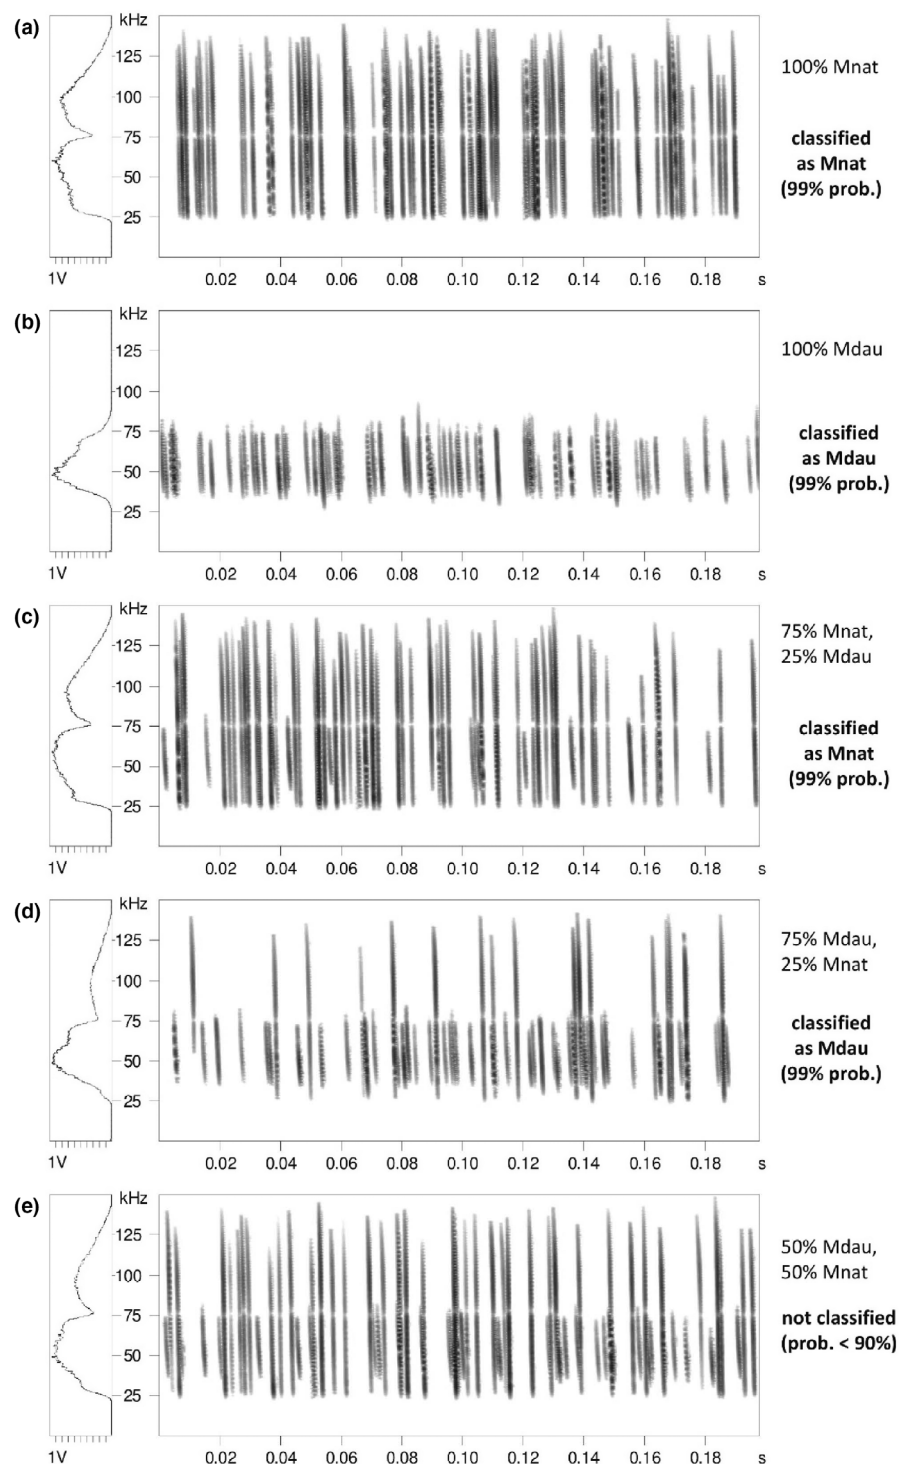 (a)
kHz
125
100
75
50
25
1V
0.02 0.04 0.06 0.08 0.10 0.12 0.14 0.16 0.18 s
100% Mnat
classified
as Mnat
(99% prob.)
(b)
kHz
125
100
75
50
25
1V
0.02 0.04 0.06 0.08 0.10 0.12 0.14 0.16 0.18 s
100% Mdau
classified
as Mdau
(99% prob.)
(c)
kHz
125
100
75
50
25
1V
0.02 0.04 0.06 0.08 0.10 0.12 0.14 0.16 0.18 s
75% Mnat,
25% Mdau
classified
as Mnat
(99% prob.)
(d)
kHz
125
100
75
50
25
1V
0.02 0.04 0.06 0.08 0.10 0.12 0.14 0.16 0.18 s
75% Mdau,
25% Mnat
classified
as Mdau
(99% prob.)
(e)
kHz
125
100
75
50
25
1V
0.02 0.04 0.06 0.08 0.10 0.12 0.14 0.16 0.18 s
50% Mdau,
50% Mnat
not classified
(prob. < 90%)